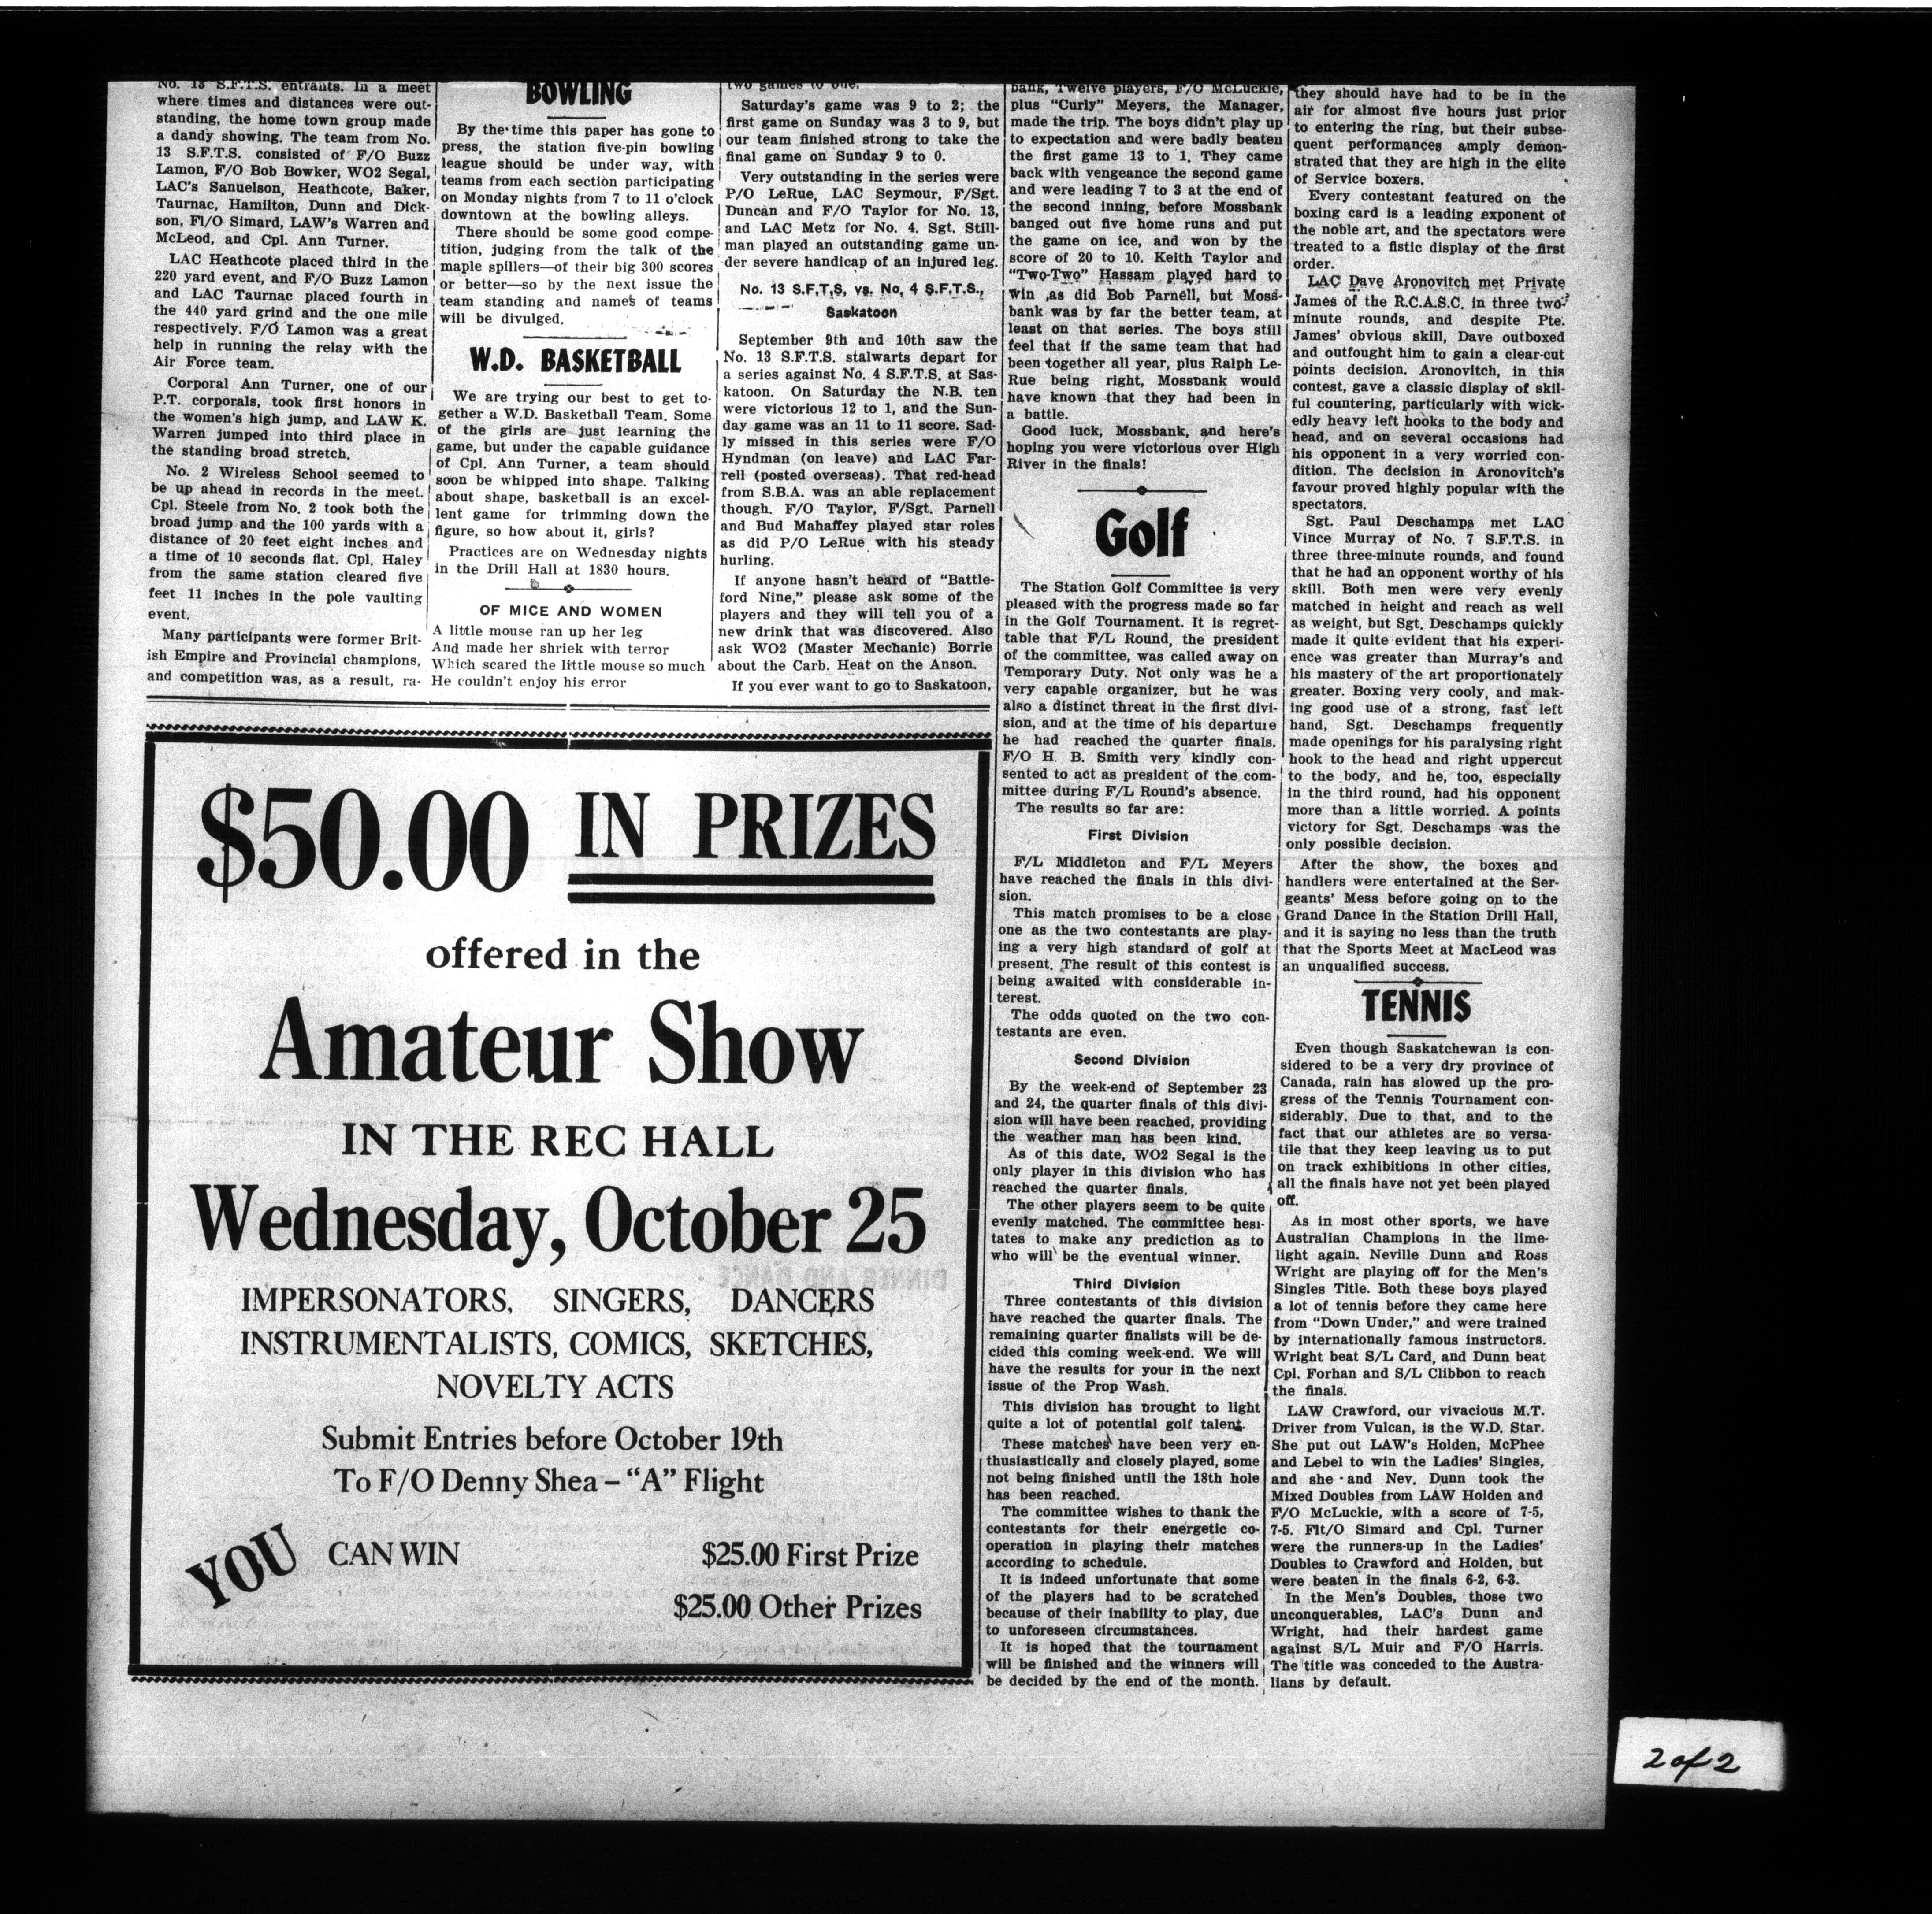 No. 13 S.F.T.S. entrants. In a meet
where times and distances were out-
standing, the home town group made
a dandy showing. The team from No.
13 S.F.T.S. consisted of F/O Buzz
Lamon, F/O Bob Bowker, WO2 Segal,
LAC's Sanuelson, Heathcote, Baker,
Taurnac, Hamilton, Dunn and Dick-
son, Fl/O Simard, LAW's Warren and
McLeod, and Cpl. Ann Turner.
LAC Heathcote placed third in the
220 yard event, and F/O Buzz Lamon
and LAC Taurnac placed fourth in
the 440 yard grind and the one mile
respectively. F/O Lamon was a great
help in running the relay with the
Air Force team.
Corporal Ann Turner, one of our
P.T. corporals, took first honors in
the women's high jump, and LAW K.
Warren jumped into third place in
the standing broad stretch.
No. 2 Wireless School seemed to
be up ahead in records in the meet.
Cpl. Steele from No. 2 took both the
broad jump and the 100 yards with a
distance of 20 feet eight inches and
a time of 10 seconds flat. Cpl. Haley
from the same station cleared five
feet 11 inches in the pole vaulting
event.
Many participants were former Brit-
ish Empire and Provincial champions,
and competition was, as a result, ra-
BOWLING
By the time this paper has gone to
press, the station five-pin bowling
league should be under way, with
teams from each section participating
on Monday nights from 7 to 11 o'clock
downtown at the bowling alleys.
There should be some good compe-
tition, judging from the talk of the
maple spillers—of their big 300 scores
or better—so by the next issue the
team standing and names of teams
will be divulged.
W.D. BASKETBALL
We are trying our best to get to-
gether a W.D. Basketball Team. Some
of the girls are just learning the
game, but under the capable guidance
of Cpl. Ann Turner, a team should
soon be whipped into shape. Talking
about shape, basketball is an excel-
lent game for trimming down the
figure, so how about it, girls?
Practices are on Wednesday nights
in the Drill Hall at 1830 hours.
OF MICE AND WOMEN
A little mouse ran up her leg
And made her shriek with terror
Which scared the little mouse so much
He couldn't enjoy his error
two games to one.
Saturday's game was 9 to 2; the
first game on Sunday was 3 to 9, but
our team finished strong to take the
final game on Sunday 9 to 0.
Very outstanding in the series were
P/O LeRue, LAC Seymour, F/Sgt.
Duncan and F/O Taylor for No. 13,
and LAC Metz for No. 4. Sgt. Still-
man played an outstanding game un-
der severe handicap of an injured leg.
No. 13 S.F.T.S, vs. No, 4 S.F.T.S.,
Saskatoon
September 9th and 10th saw the
No. 13 S.F.T.S. stalwarts depart for
a series against No. 4 S.F.T.S. at Sas-
katoon. On Saturday the N.B. ten
were victorious 12 to 1, and the Sun-
day game was an 11 to 11 score. Sad-
ly missed in this series were F/O
Hyndman (on leave) and LAC Far-
rell (posted overseas). That red-head
from S.B.A. was an able replacement
though. F/O Taylor, F/Sgt. Parnell
and Bud Mahaffey played star roles
as did P/O LeRue with his steady
hurling.
If anyone hasn't heard of "Battle-
ford Nine," please ask some of the
players and they will tell you of a
new drink that was discovered. Also
ask WO2 (Master Mechanic) Borrie
about the Carb. Heat on the Anson.
If you ever want to go to Saskatoon,
bank, Twelve players, F/O McLuckie,
plus "Curly" Meyers, the Manager,
made the trip. The boys didn't play up
to expectation and were badly beaten
the first game 13 to 1. They came
back with vengeance the second game
and were leading 7 to 3 at the end of
the second inning, before Mossbank
banged out five home runs and put
the game on ice, and won by the
score of 20 to 10. Keith Taylor and
"Two-Two" Hassam played hard to
win ,as did Bob Parnell, but Moss-
bank was by far the better team, at
least on that series. The boys still
feel that if the same team that had
been together all year, plus Ralph Le-
Rue being right, Mossbank would
have known that they had been in
a battle.
Good luck, Mossbank, and here's
hoping you were victorious over High
River in the finals!
Golf
The Station Golf Committee is very
pleased with the progress made so far
in the Golf Tournament. It is regret-
table that F/L Round, the president
of the committee, was called away on
Temporary Duty. Not only was he a
very capable organizer, but he was
also a distinct threat in the first divi-
sion, and at the time of his departure
he had reached the quarter finals.
F/O H B. Smith very kindly con-
sented to act as president of the com-
mittee during F/L Round's absence.
The results so far are:
First Division
F/L Middleton and F/L Meyers
have reached the finals in this divi-
sion.
This match promises to be a close
one as the two contestants are play-
ing a very high standard of golf at
present. The result of this contest is
being awaited with considerable in-
terest.
The odds quoted on the two con-
testants are even.
Second Division
By the week-end of September 23
and 24, the quarter finals of this divi-
sion will have been reached, providing
the weather man has been kind.
As of this date, WO2 Segal is the
only player in this division who has
reached the quarter finals.
The other players seem to be quite
evenly matched. The committee hesi-
tates to make any prediction as to
who will be the eventual winner.
Third Division
Three contestants of this division
have reached the quarter finals. The
remaining quarter finalists will be de-
cided this coming week-end. We will
have the results for your in the next
issue of the Prop Wash.
This division has brought to light
quite a lot of potential golf talent.
These matches have been very en-
thusiastically and closely played, some
not being finished until the 18th hole
has been reached.
The committee wishes to thank the
contestants for their energetic co-
operation in playing their matches
according to schedule.
It is indeed unfortunate that some
of the players had to be scratched
because of their inability to play, due
to unforeseen circumstances.
It is hoped that the tournament
will be finished and the winners will
be decided by the end of the month.
they should have had to be in the
air for almost five hours just prior
to entering the ring, but their subse-
quent performances amply demon-
strated that they are high in the elite
of Service boxers.
Every contestant featured on the
boxing card is a leading exponent of
the noble art, and the spectators were
treated to a fistic display of the first
order.
LAC Dave Aronovitch met Private
James of the R.C.A.S.C. in three two-
minute rounds, and despite Pte.
James' obvious skill, Dave outboxed
and outfought him to gain a clear-cut
points decision. Aronovitch, in this
contest, gave a classic display of skil-
ful countering, particularly with wick-
edly heavy left hooks to the body and
head, and on several occasions had
his opponent in a very worried con-
dition. The decision in Aronovitch's
favour proved highly popular with the
spectators.
Sgt. Paul Deschamps met LAC
Vince Murray of No. 7 S.F.T.S. in
three three-minute rounds, and found
that he had an opponent worthy of his
skill. Both men were very evenly
matched in height and reach as well
as weight, but Sgt. Deschamps quickly
made it quite evident that his experi-
ence was greater than Murray's and
his mastery of the art proportionately
greater. Boxing very cooly, and mak-
ing good use of a strong, fast left
hand, Sgt. Deschamps frequently
made openings for his paralysing right
hook to the head and right uppercut
to the body, and he, too, especially
in the third round, had his opponent
more than a little worried. A points
victory for Sgt. Deschamps was the
only possible decision.
After the show, the boxes and
handlers were entertained at the Ser-
geants' Mess before going on to the
Grand Dance in the Station Drill Hall,
and it is saying no less than the truth
that the Sports Meet at MacLeod was
an unqualified success.
TENNIS
Even though Saskatchewan is con-
sidered to be a very dry province of
Canada, rain has slowed up the pro-
gress of the Tennis Tournament con-
siderably. Due to that, and to the
fact that our athletes are so versa-
tile that they keep leaving us to put
on track exhibitions in other cities,
all the finals have not yet been played
off.
As in most other sports, we have
Australian Champions in the lime-
light again. Neville Dunn and Ross
Wright are playing off for the Men's
Singles Title. Both these boys played
a lot of tennis before they came here
from "Down Under," and were trained
by internationally famous instructors.
Wright beat S/L Card, and Dunn beat
Cpl. Forhan and S/L Clibbon to reach
the finals.
LAW Crawford, our vivacious M.T.
Driver from Vulcan, is the W.D. Star.
She put out LAW's Holden, McPhee
and Lebel to win the Ladies' Singles,
and she and Nev. Dunn took the
Mixed Doubles from LAW Holden and
F/O McLuckie, with a score of 7-5,
7-5. Flt/O Simard and Cpl. Turner
were the runners-up in the Ladies'
Doubles to Crawford and Holden, but
were beaten in the finals 6-2, 6-3.
In the Men's Doubles, those two
unconquerables, LAC's Dunn and
Wright, had their hardest game
against S/L Muir and F/O Harris.
The title was conceded to the Austra-
lians by default.
$50.00 IN PRIZES
offered in the
Amateur Show
IN THE REC HALL
Wednesday, October 25
IMPERSONATORS, SINGERS, DANCERS
INSTRUMENTALISTS, COMICS, SKETCHES,
NOVELTY ACTS
Submit Entries before October 19th
To F/O Denny Shea – "A" Flight
YOU CAN WIN $25.00 First Prize
$25.00 Other Prizes
2 of 2